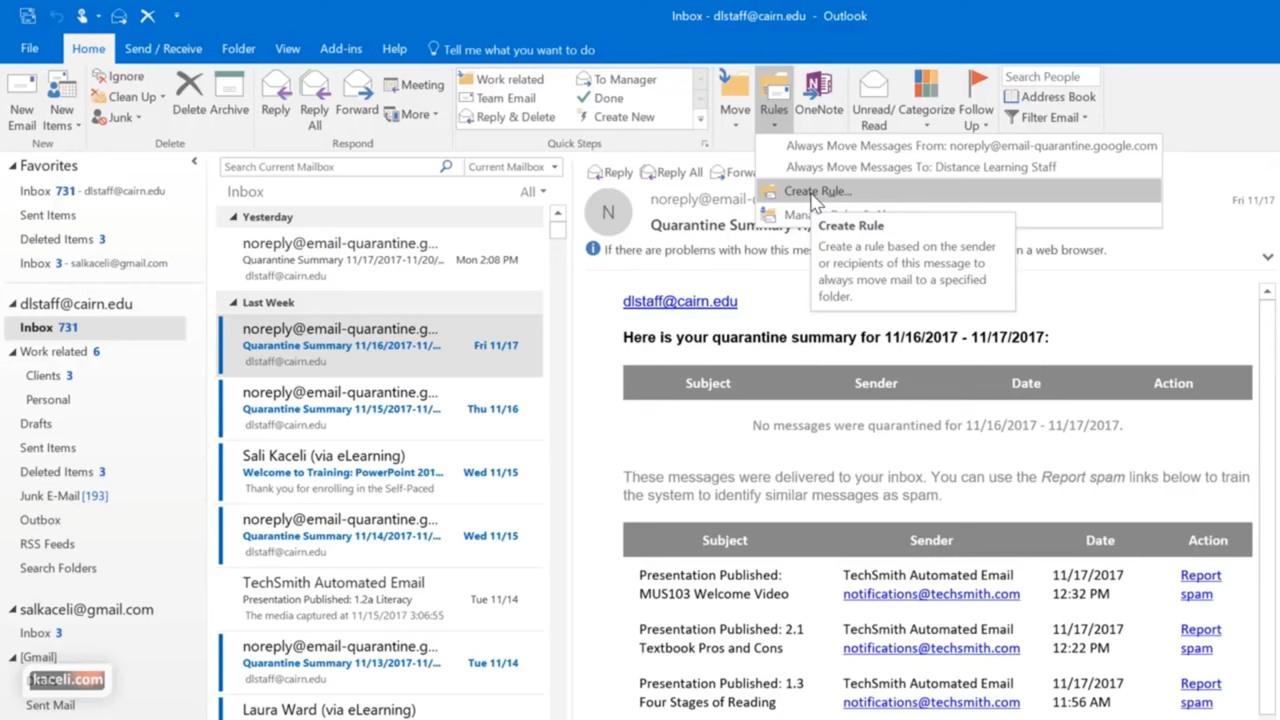 Inbox - dlstaff@cairn.edu - Outlook
File Home Send / Receive Folder View Add-ins Help Tell me what you want to do
New Email
New Items
New
Ignore
Clean Up
Junk
Delete
Archive
Delete
Reply
Reply All
Forward
Meeting
More
Respond
Work related
Team Email
Reply & Delete
To Manager
Done
Create New
Quick Steps
Move
Rules
OneNote
Unread/ Read
Categorize
Follow Up
Search People
Address Book
Filter Email
Always Move Messages From: noreply@email-quarantine.google.com
Always Move Messages To: Distance Learning Staff
Create Rule...
Create Rule
Create a rule based on the sender
or recipients of this message to
always move mail to a specified
folder.
Favorites
Inbox 731 - dlstaff@cairn.edu
Sent Items
Deleted Items 3
Inbox 3 - salkaceli@gmail.com
dlstaff@cairn.edu
Inbox 731
Work related 6
Clients 3
Personal
Drafts
Sent Items
Deleted Items 3
Junk E-Mail [193]
Outbox
RSS Feeds
Search Folders
salkaceli@gmail.com
Inbox 3
[Gmail]
kaceli.com
Sent Mail
Search Current Mailbox
Current Mailbox
Inbox
All
Yesterday
noreply@email-quarantine.g...
Quarantine Summary 11/17/2017-11/20/... Mon 2:08 PM
dlstaff@cairn.edu
Last Week
noreply@email-quarantine.g...
Quarantine Summary 11/16/2017-11/... Fri 11/17
dlstaff@cairn.edu
noreply@email-quarantine.g...
Quarantine Summary 11/15/2017-11/... Thu 11/16
dlstaff@cairn.edu
Sali Kaceli (via eLearning)
Welcome to Training: PowerPoint 201... Wed 11/15
Thank you for enrolling in the Self-Paced
noreply@email-quarantine.g...
Quarantine Summary 11/14/2017-11/... Wed 11/15
dlstaff@cairn.edu
TechSmith Automated Email
Presentation Published: 1.2a Literacy Tue 11/14
The media captured at 11/15/2017 3:06:55
noreply@email-quarantine.g...
Quarantine Summary 11/13/2017-11/... Tue 11/14
dlstaff@cairn.edu
Laura Ward (via eLearning)
Reply Reply All
N
noreply@email-
Fri 11/17
Quarantine
If there are problems with how this
n a web browser.
dlstaff@cairn.edu
Here is your quarantine summary for 11/16/2017 - 11/17/2017:
Subject Sender Date Action
No messages were quarantined for 11/16/2017 - 11/17/2017.
These messages were delivered to your inbox. You can use the Report spam links below to train
the system to identify similar messages as spam.
Subject Sender Date Action
Presentation Published: TechSmith Automated Email 11/17/2017 Report
MUS103 Welcome Video notifications@techsmith.com 12:32 PM spam
Presentation Published: 2.1 TechSmith Automated Email 11/17/2017 Report
Textbook Pros and Cons notifications@techsmith.com 12:22 PM spam
Presentation Published: 1.3 TechSmith Automated Email 11/17/2017 Report
Four Stages of Reading notifications@techsmith.com 11:56 AM spam